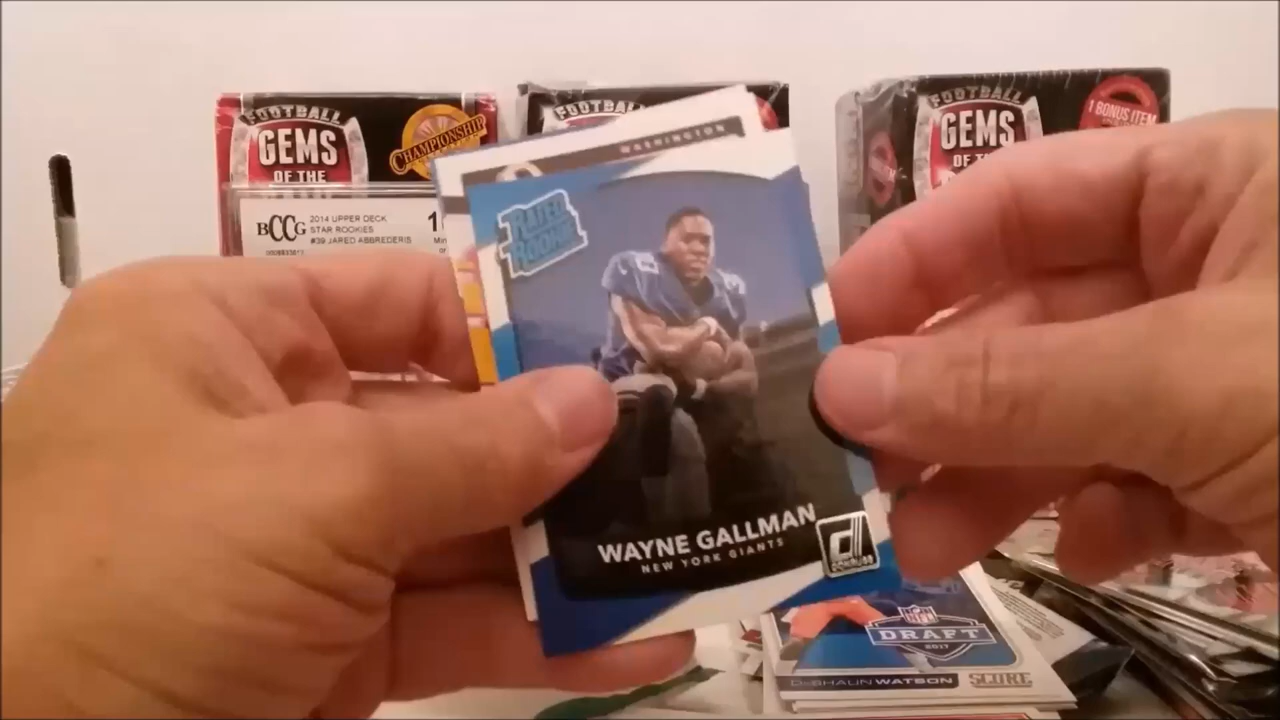 FOOTBALL
GEMS
OF THE
CHAMPIONSHIP
FOOTBALL
FOOTBALL
GEMS
OF
1 BONUS ITEM
BCCG
2014 UPPER DECK
STAR ROOKIES
#39 JARED ABBREDERIS
WASHINGTON
RATED
ROOKIE
WAYNE GALLMAN
NEW YORK GIANTS
DONRUSS
NFL
DRAFT
2017
DESHAUN WATSON
SCORE